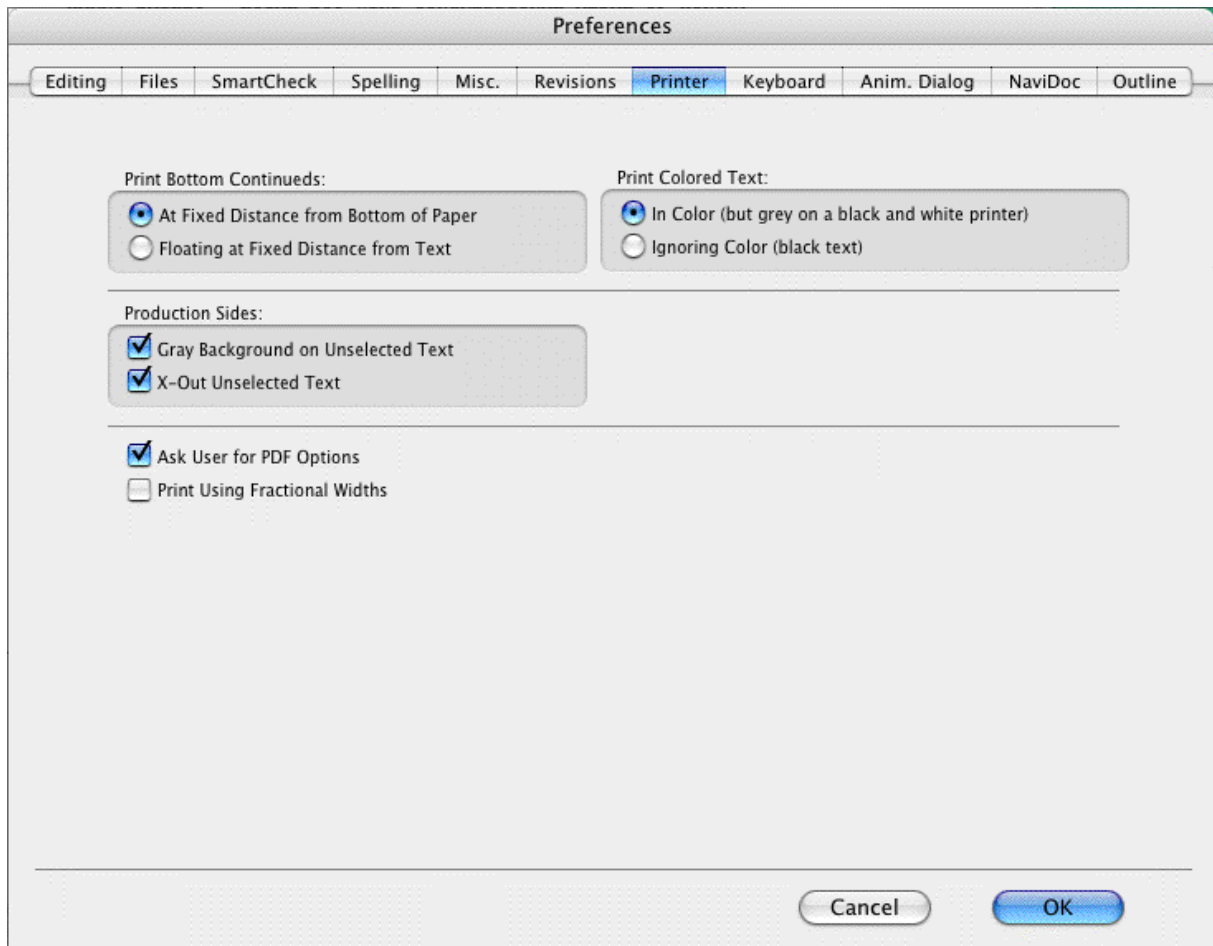 Preferences
Editing Files SmartCheck Spelling Misc. Revisions Printer Keyboard Anim. Dialog NaviDoc Outline
Print Bottom Continueds:
At Fixed Distance from Bottom of Paper
Floating at Fixed Distance from Text
Print Colored Text:
In Color (but grey on a black and white printer)
Ignoring Color (black text)
Production Sides:
Gray Background on Unselected Text
X-Out Unselected Text
Ask User for PDF Options
Print Using Fractional Widths
Cancel OK